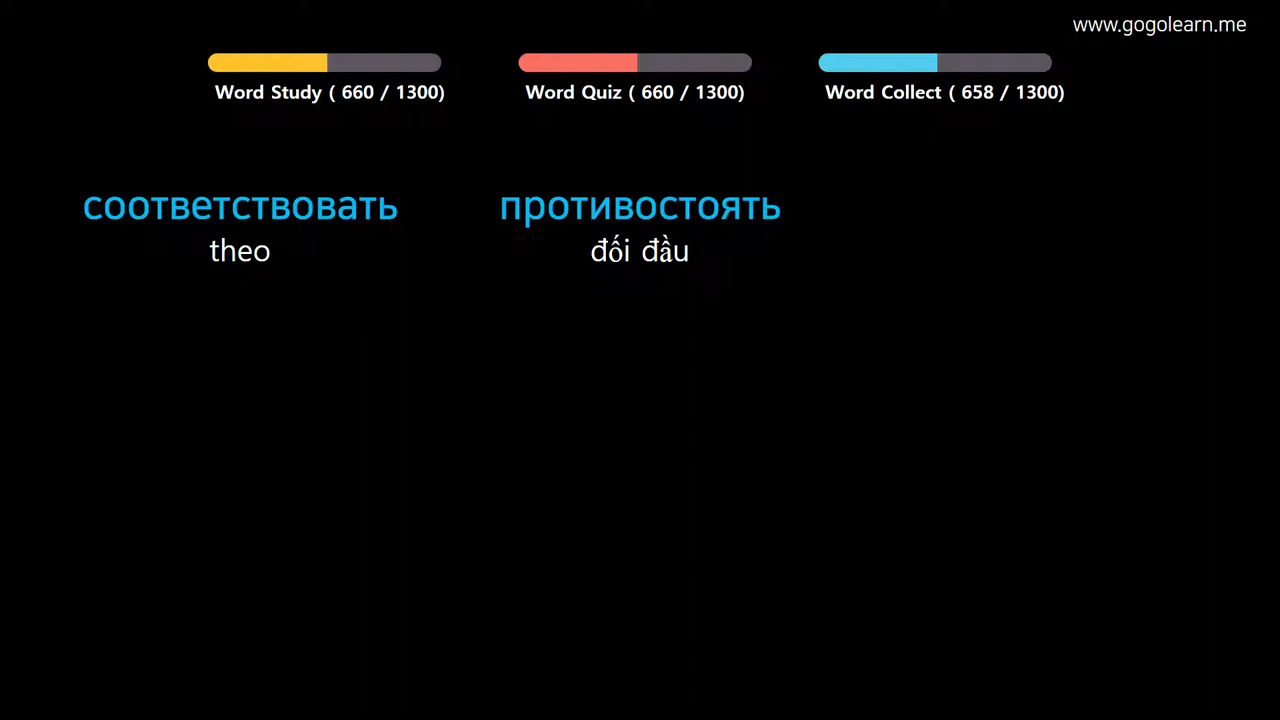 www.gogolearn.me
Word Study ( 660 / 1300)
Word Quiz ( 660 / 1300)
Word Collect ( 658 / 1300)
соответствовать
theo
противостоять
đối đầu